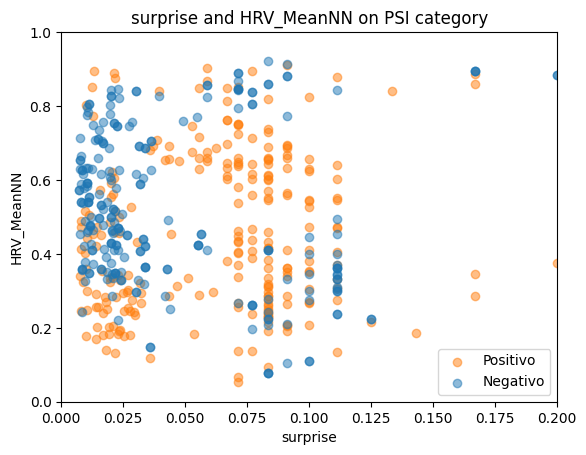 surprise and HRV_MeanNN on PSI category
1.0
0.8
0.6
0.4
0.2
0.0
HRV_MeanNN
0.000 0.025 0.050 0.075 0.100 0.125 0.150 0.175 0.200
surprise
Positivo
Negativo